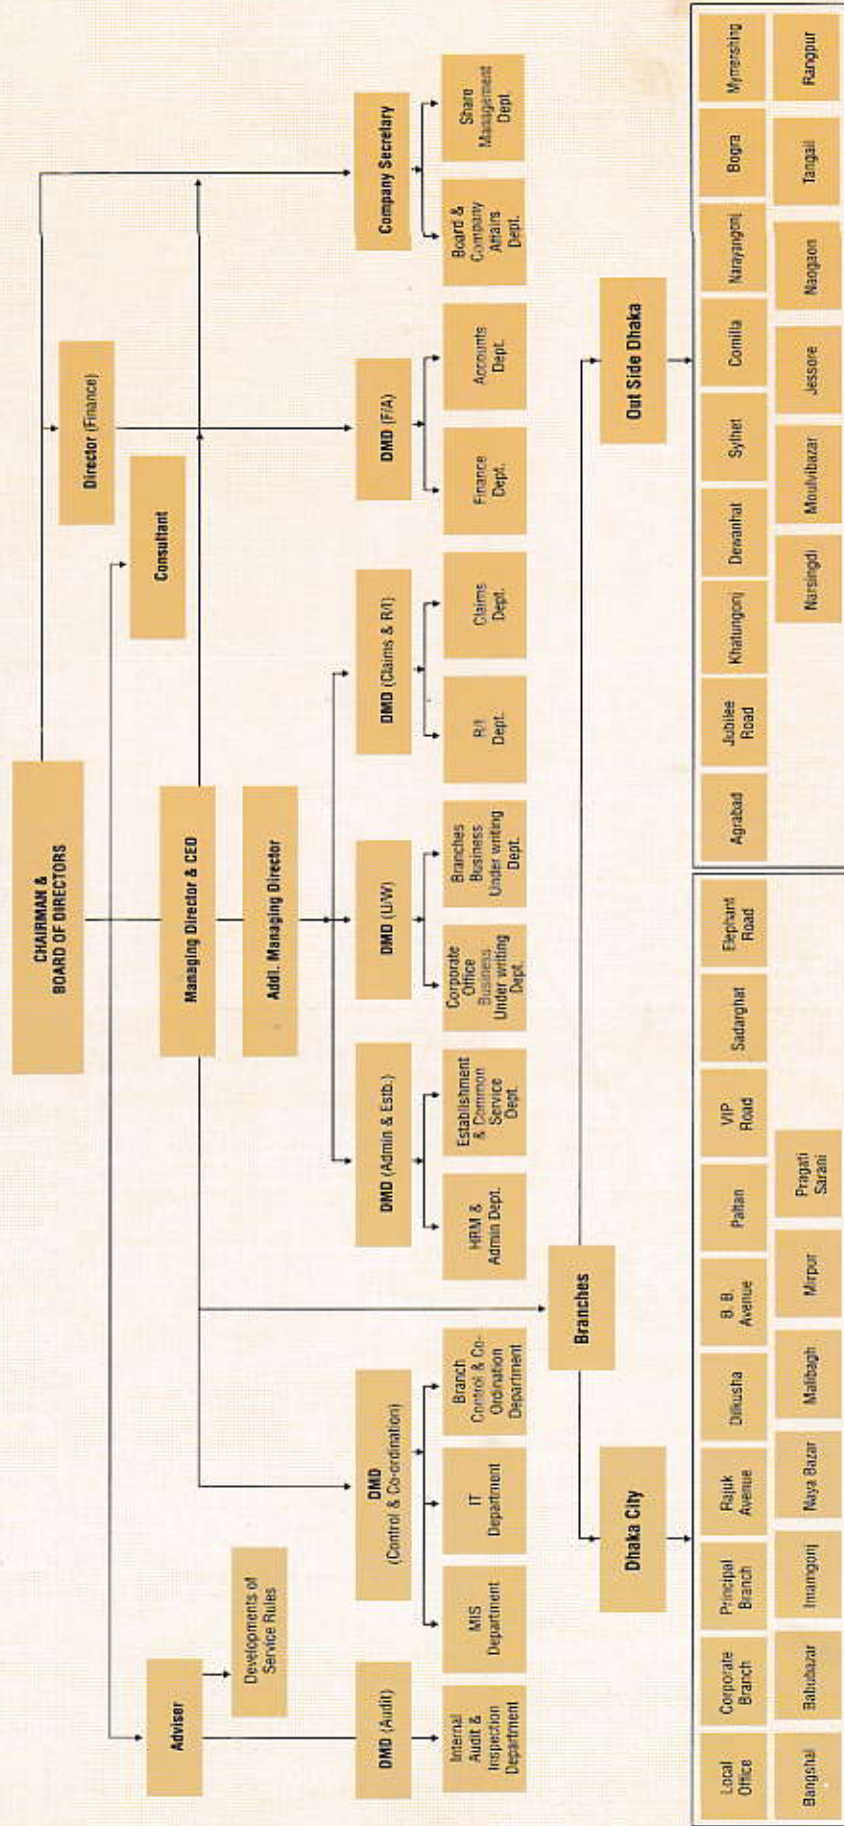 CHAIRMAN &
BOARD OF DIRECTORS
Director (Finance)
Consultant
Adviser
Managing Director & CEO
Developments of
Service Rules
Addl. Managing Director
DMD (Audit)
DMD
(Control & Co-ordination)
DMD (Admin & Estb.)
DMD (U/W)
DMD (Claims & R/I)
DMD (F/A)
Company Secretary
Internal
Audit &
Inspection
Department
MIS
Department
IT
Department
Branch
Control & Co-
Ordination
Department
HRM &
Admin Dept.
Establishment
& Common
Service
Dept.
Corporate
Office
Business
Under writing
Dept.
Branches
Business
Under writing
Dept.
R/I
Dept.
Claims
Dept.
Finance
Dept.
Accounts
Dept.
Board &
Company
Affairs
Dept.
Share
Management
Dept.
Branches
Dhaka City
Out Side Dhaka
Local
Office
Corporate
Branch
Principal
Branch
Rajuk
Avenue
Dilkusha
B. B.
Avenue
Paltan
VIP
Road
Sadarghat
Elephant
Road
Bangshal
Babubazar
Imamgonj
Naya Bazar
Malibagh
Mirpur
Pragati
Sarani
Agrabad
Jubilee
Road
Khatungonj
Dewanhat
Sylhet
Comilla
Narayangonj
Bogra
Mymenshing
Narsingdi
Moulvibazar
Jessore
Naogaon
Tangail
Rangpur